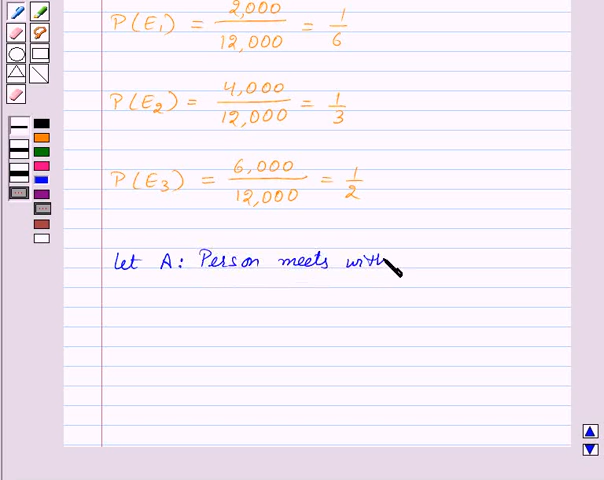 P(E1) = 2,000/12,000 = 1/6
P(E2) = 4,000/12,000 = 1/3
P(E3) = 6,000/12,000 = 1/2
let A: Person meets with